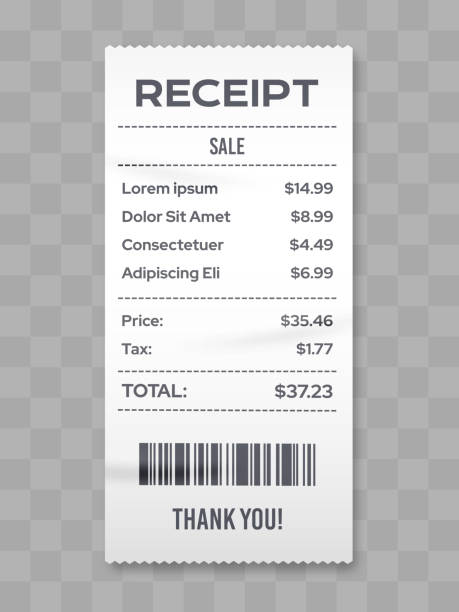 RECEIPT
SALE
Lorem ipsum $14.99
Dolor Sit Amet $8.99
Consectetuer $4.49
Adipiscing Eli $6.99
Price: $35.46
Tax: $1.77
TOTAL: $37.23
THANK YOU!